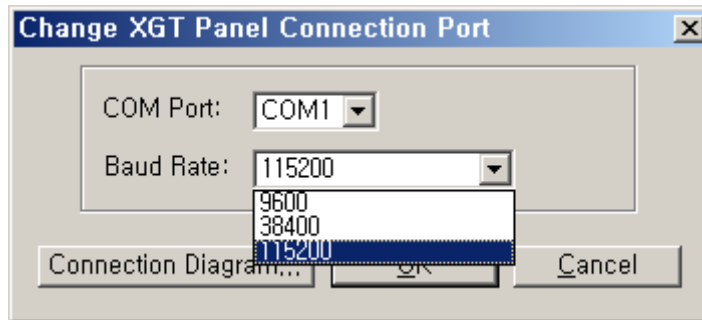 Change XGT Panel Connection Port
COM Port: COM1
Baud Rate: 115200
9600
38400
115200
Connection Diagram... OK Cancel